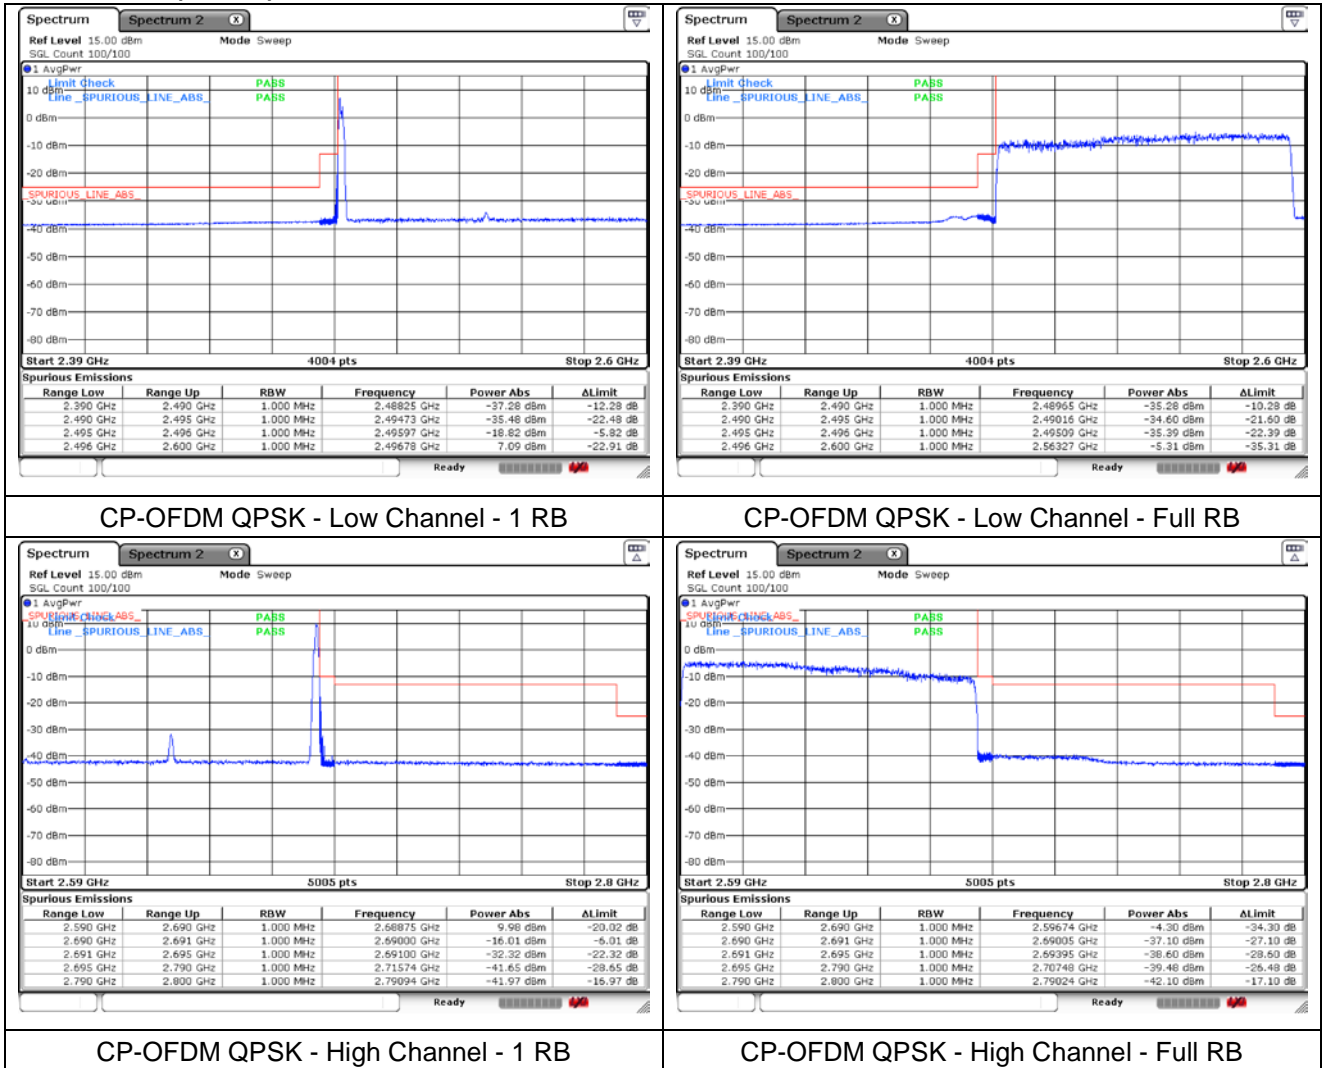 Spectrum Spectrum 2 X
Ref Level 15.00 dBm Mode Sweep
SGL Count 100/100
1 AvgPwr
Limit Check PASS
10 dBm
Line _SPURIOUS_LINE_ABS_ PASS
0 dBm
-10 dBm
-20 dBm
_SPURIOUS_LINE_ABS_
-30 dBm
-40 dBm
-50 dBm
-60 dBm
-70 dBm
-80 dBm
Start 2.39 GHz 4004 pts Stop 2.6 GHz
Spurious Emissions
Range Low Range Up RBW Frequency Power Abs ΔLimit
2.390 GHz 2.490 GHz 1.000 MHz 2.48825 GHz -37.28 dBm -12.28 dB
2.490 GHz 2.495 GHz 1.000 MHz 2.49473 GHz -35.48 dBm -22.48 dB
2.495 GHz 2.496 GHz 1.000 MHz 2.49597 GHz -18.82 dBm -5.82 dB
2.496 GHz 2.600 GHz 1.000 MHz 2.49678 GHz 7.09 dBm -22.91 dB
Ready
CP-OFDM QPSK - Low Channel - 1 RB
Spectrum Spectrum 2 X
Ref Level 15.00 dBm Mode Sweep
SGL Count 100/100
1 AvgPwr
Limit Check PASS
10 dBm
Line _SPURIOUS_LINE_ABS_ PASS
0 dBm
-10 dBm
-20 dBm
_SPURIOUS_LINE_ABS_
-30 dBm
-40 dBm
-50 dBm
-60 dBm
-70 dBm
-80 dBm
Start 2.39 GHz 4004 pts Stop 2.6 GHz
Spurious Emissions
Range Low Range Up RBW Frequency Power Abs ΔLimit
2.390 GHz 2.490 GHz 1.000 MHz 2.48965 GHz -35.28 dBm -10.28 dB
2.490 GHz 2.495 GHz 1.000 MHz 2.49016 GHz -34.60 dBm -21.60 dB
2.495 GHz 2.496 GHz 1.000 MHz 2.49509 GHz -35.39 dBm -22.39 dB
2.496 GHz 2.600 GHz 1.000 MHz 2.56327 GHz -5.31 dBm -35.31 dB
Ready
CP-OFDM QPSK - Low Channel - Full RB
Spectrum Spectrum 2 X
Ref Level 15.00 dBm Mode Sweep
SGL Count 100/100
1 AvgPwr
_SPURIOUS_LINE_ABS_
Limit Check PASS
10 dBm
Line _SPURIOUS_LINE_ABS_ PASS
0 dBm
-10 dBm
-20 dBm
-30 dBm
-40 dBm
-50 dBm
-60 dBm
-70 dBm
-80 dBm
Start 2.59 GHz 5005 pts Stop 2.8 GHz
Spurious Emissions
Range Low Range Up RBW Frequency Power Abs ΔLimit
2.590 GHz 2.690 GHz 1.000 MHz 2.68875 GHz 9.98 dBm -20.02 dB
2.690 GHz 2.691 GHz 1.000 MHz 2.69000 GHz -16.01 dBm -6.01 dB
2.691 GHz 2.695 GHz 1.000 MHz 2.69100 GHz -32.32 dBm -22.32 dB
2.695 GHz 2.790 GHz 1.000 MHz 2.71574 GHz -41.65 dBm -28.65 dB
2.790 GHz 2.800 GHz 1.000 MHz 2.79094 GHz -41.97 dBm -16.97 dB
Ready
CP-OFDM QPSK - High Channel - 1 RB
Spectrum Spectrum 2 X
Ref Level 15.00 dBm Mode Sweep
SGL Count 100/100
1 AvgPwr
_SPURIOUS_LINE_ABS_
Limit Check PASS
10 dBm
Line _SPURIOUS_LINE_ABS_ PASS
0 dBm
-10 dBm
-20 dBm
-30 dBm
-40 dBm
-50 dBm
-60 dBm
-70 dBm
-80 dBm
Start 2.59 GHz 5005 pts Stop 2.8 GHz
Spurious Emissions
Range Low Range Up RBW Frequency Power Abs ΔLimit
2.590 GHz 2.690 GHz 1.000 MHz 2.59674 GHz -4.30 dBm -34.30 dB
2.690 GHz 2.691 GHz 1.000 MHz 2.69005 GHz -37.10 dBm -27.10 dB
2.691 GHz 2.695 GHz 1.000 MHz 2.69395 GHz -38.60 dBm -28.60 dB
2.695 GHz 2.790 GHz 1.000 MHz 2.70748 GHz -39.48 dBm -26.48 dB
2.790 GHz 2.800 GHz 1.000 MHz 2.79024 GHz -42.10 dBm -17.10 dB
Ready
CP-OFDM QPSK - High Channel - Full RB